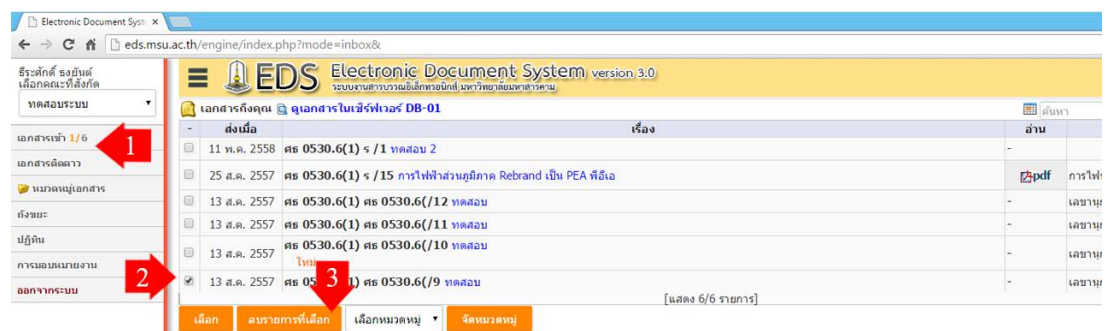 Electronic Document Syst
eds.msu.ac.th/engine/index.php?mode=inbox&
ธีระศักดิ์ ธงยันต์
เลือกคณะที่สังกัด
ทดสอบระบบ
เอกสารเข้า 1/6
1
เอกสารติดดาว
หมวดหมู่เอกสาร
ถังขยะ
ปฏิทิน
การมอบหมายงาน
ออกจากระบบ
2
EDS Electronic Document System version 3.0
ระบบงานสารบรรณอิเล็กทรอนิกส์ มหาวิทยาลัยมหาสารคาม
เอกสารถึงคุณ ดูเอกสารในเซิร์ฟเวอร์ DB-01
ค้นหา
- ส่งเมื่อ เรื่อง อ่าน
11 พ.ค. 2558 ศธ 0530.6(1) ร /1 ทดสอบ 2 -
25 ส.ค. 2557 ศธ 0530.6(1) ร /15 การไฟฟ้าส่วนภูมิภาค Rebrand เป็น PEA พีอีเอ pdf การไฟฟ้
13 ส.ค. 2557 ศธ 0530.6(1) ศธ 0530.6(/12 ทดสอบ - เลขานุก
13 ส.ค. 2557 ศธ 0530.6(1) ศธ 0530.6(/11 ทดสอบ - เลขานุก
13 ส.ค. 2557 ศธ 0530.6(1) ศธ 0530.6(/10 ทดสอบ - เลขานุก
ใหม่
13 ส.ค. 2557 ศธ 05 1) ศธ 0530.6(/9 ทดสอบ - เลขานุก
3
[แสดง 6/6 รายการ]
เลือก ลบรายการที่เลือก เลือกหมวดหมู่ จัดหมวดหมู่